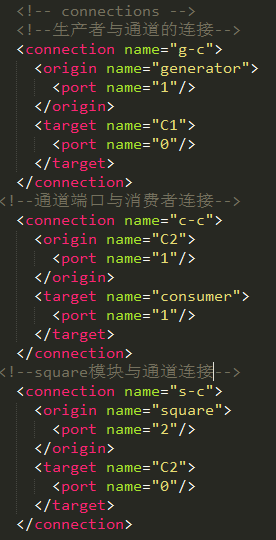 <!-- connections -->
<!--生产者与通道的连接-->
<connection name="g-c">
<origin name="generator">
<port name="1"/>
</origin>
<target name="C1">
<port name="0"/>
</target>
</connection>
<!--通道端口与消费者连接-->
<connection name="c-c">
<origin name="C2">
<port name="1"/>
</origin>
<target name="consumer">
<port name="1"/>
</target>
</connection>
<!--square模块与通道连接-->
<connection name="s-c">
<origin name="square">
<port name="2"/>
</origin>
<target name="C2">
<port name="0"/>
</target>
</connection>